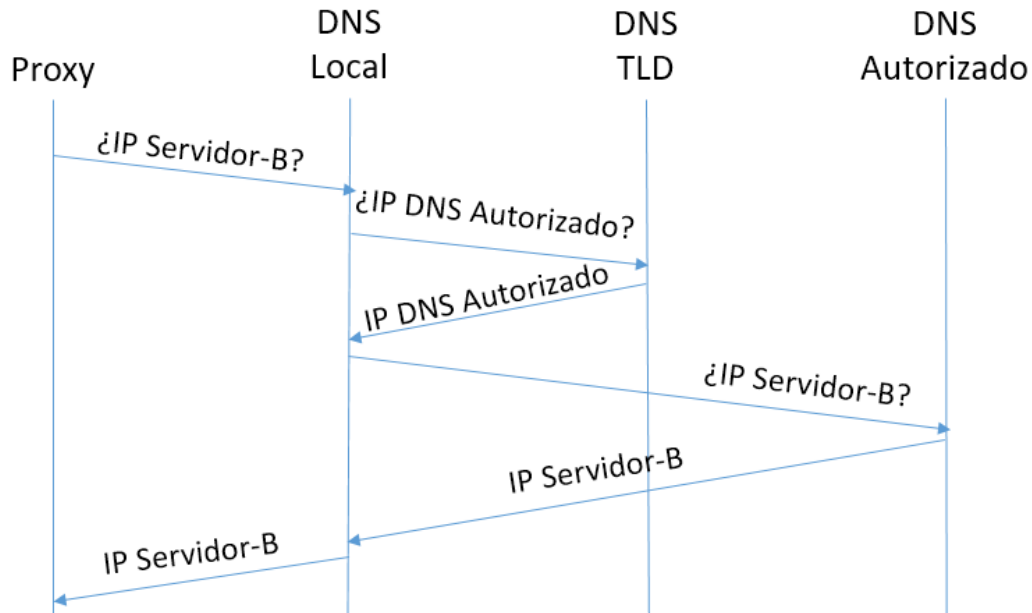 Proxy
DNS
Local
DNS
TLD
DNS
Autorizado
¿IP Servidor-B?
¿IP DNS Autorizado?
IP DNS Autorizado
¿IP Servidor-B?
IP Servidor-B
IP Servidor-B